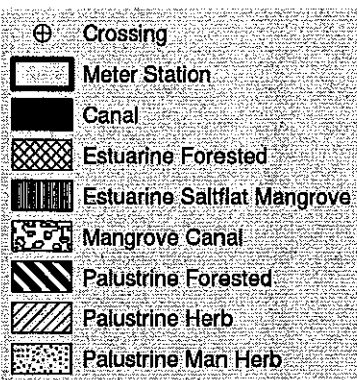 Crossing
Meter Station
Canal
Estuarine Forested
Estuarine Saltflat Mangrove
Mangrove Canal
Palustrine Forested
Palustrine Herb
Palustrine Man Herb